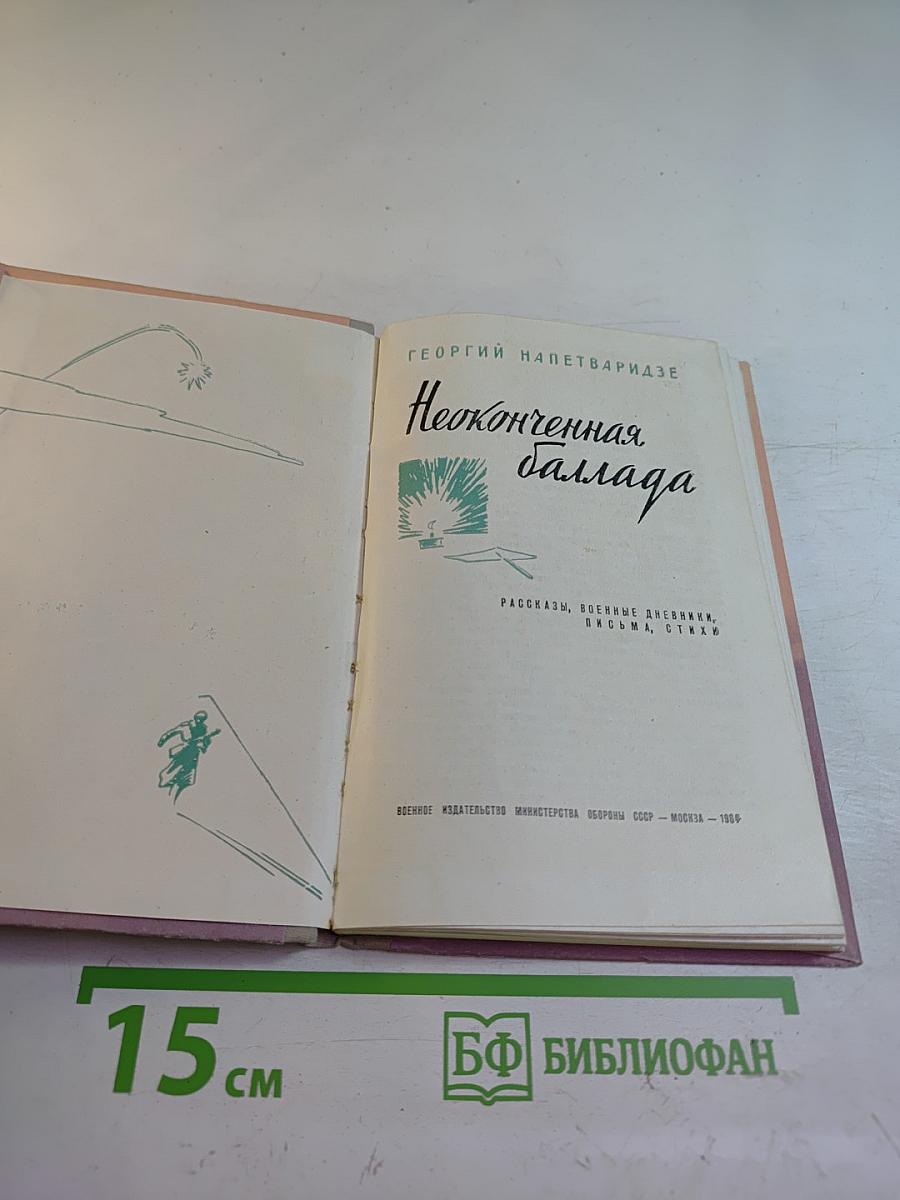 ГЕОРГИЙ НАПЕТВАРИДЗЕ
Неоконченная
баллада
РАССКАЗЫ, ВОЕННЫЕ ДНЕВНИКИ,
ПИСЬМА, СТИХИ
ВОЕННОЕ ИЗДАТЕЛЬСТВО МИНИСТЕРСТВА ОБОРОНЫ СССР — МОСКВА — 1964
15 см
БФ БИБЛИОФАН